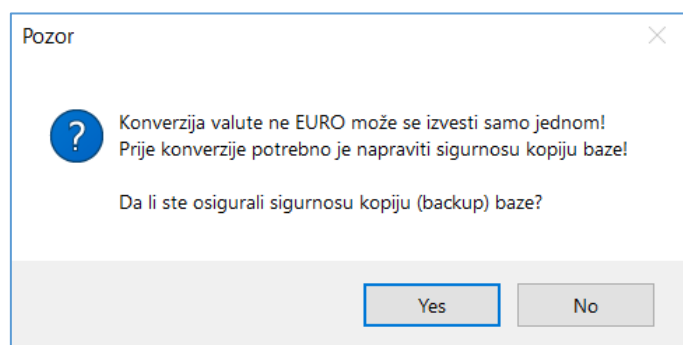 Pozor
Konverzija valute ne EURO može se izvesti samo jednom!
Prije konverzije potrebno je napraviti sigurnosu kopiju baze!
Da li ste osigurali sigurnosu kopiju (backup) baze?
Yes
No